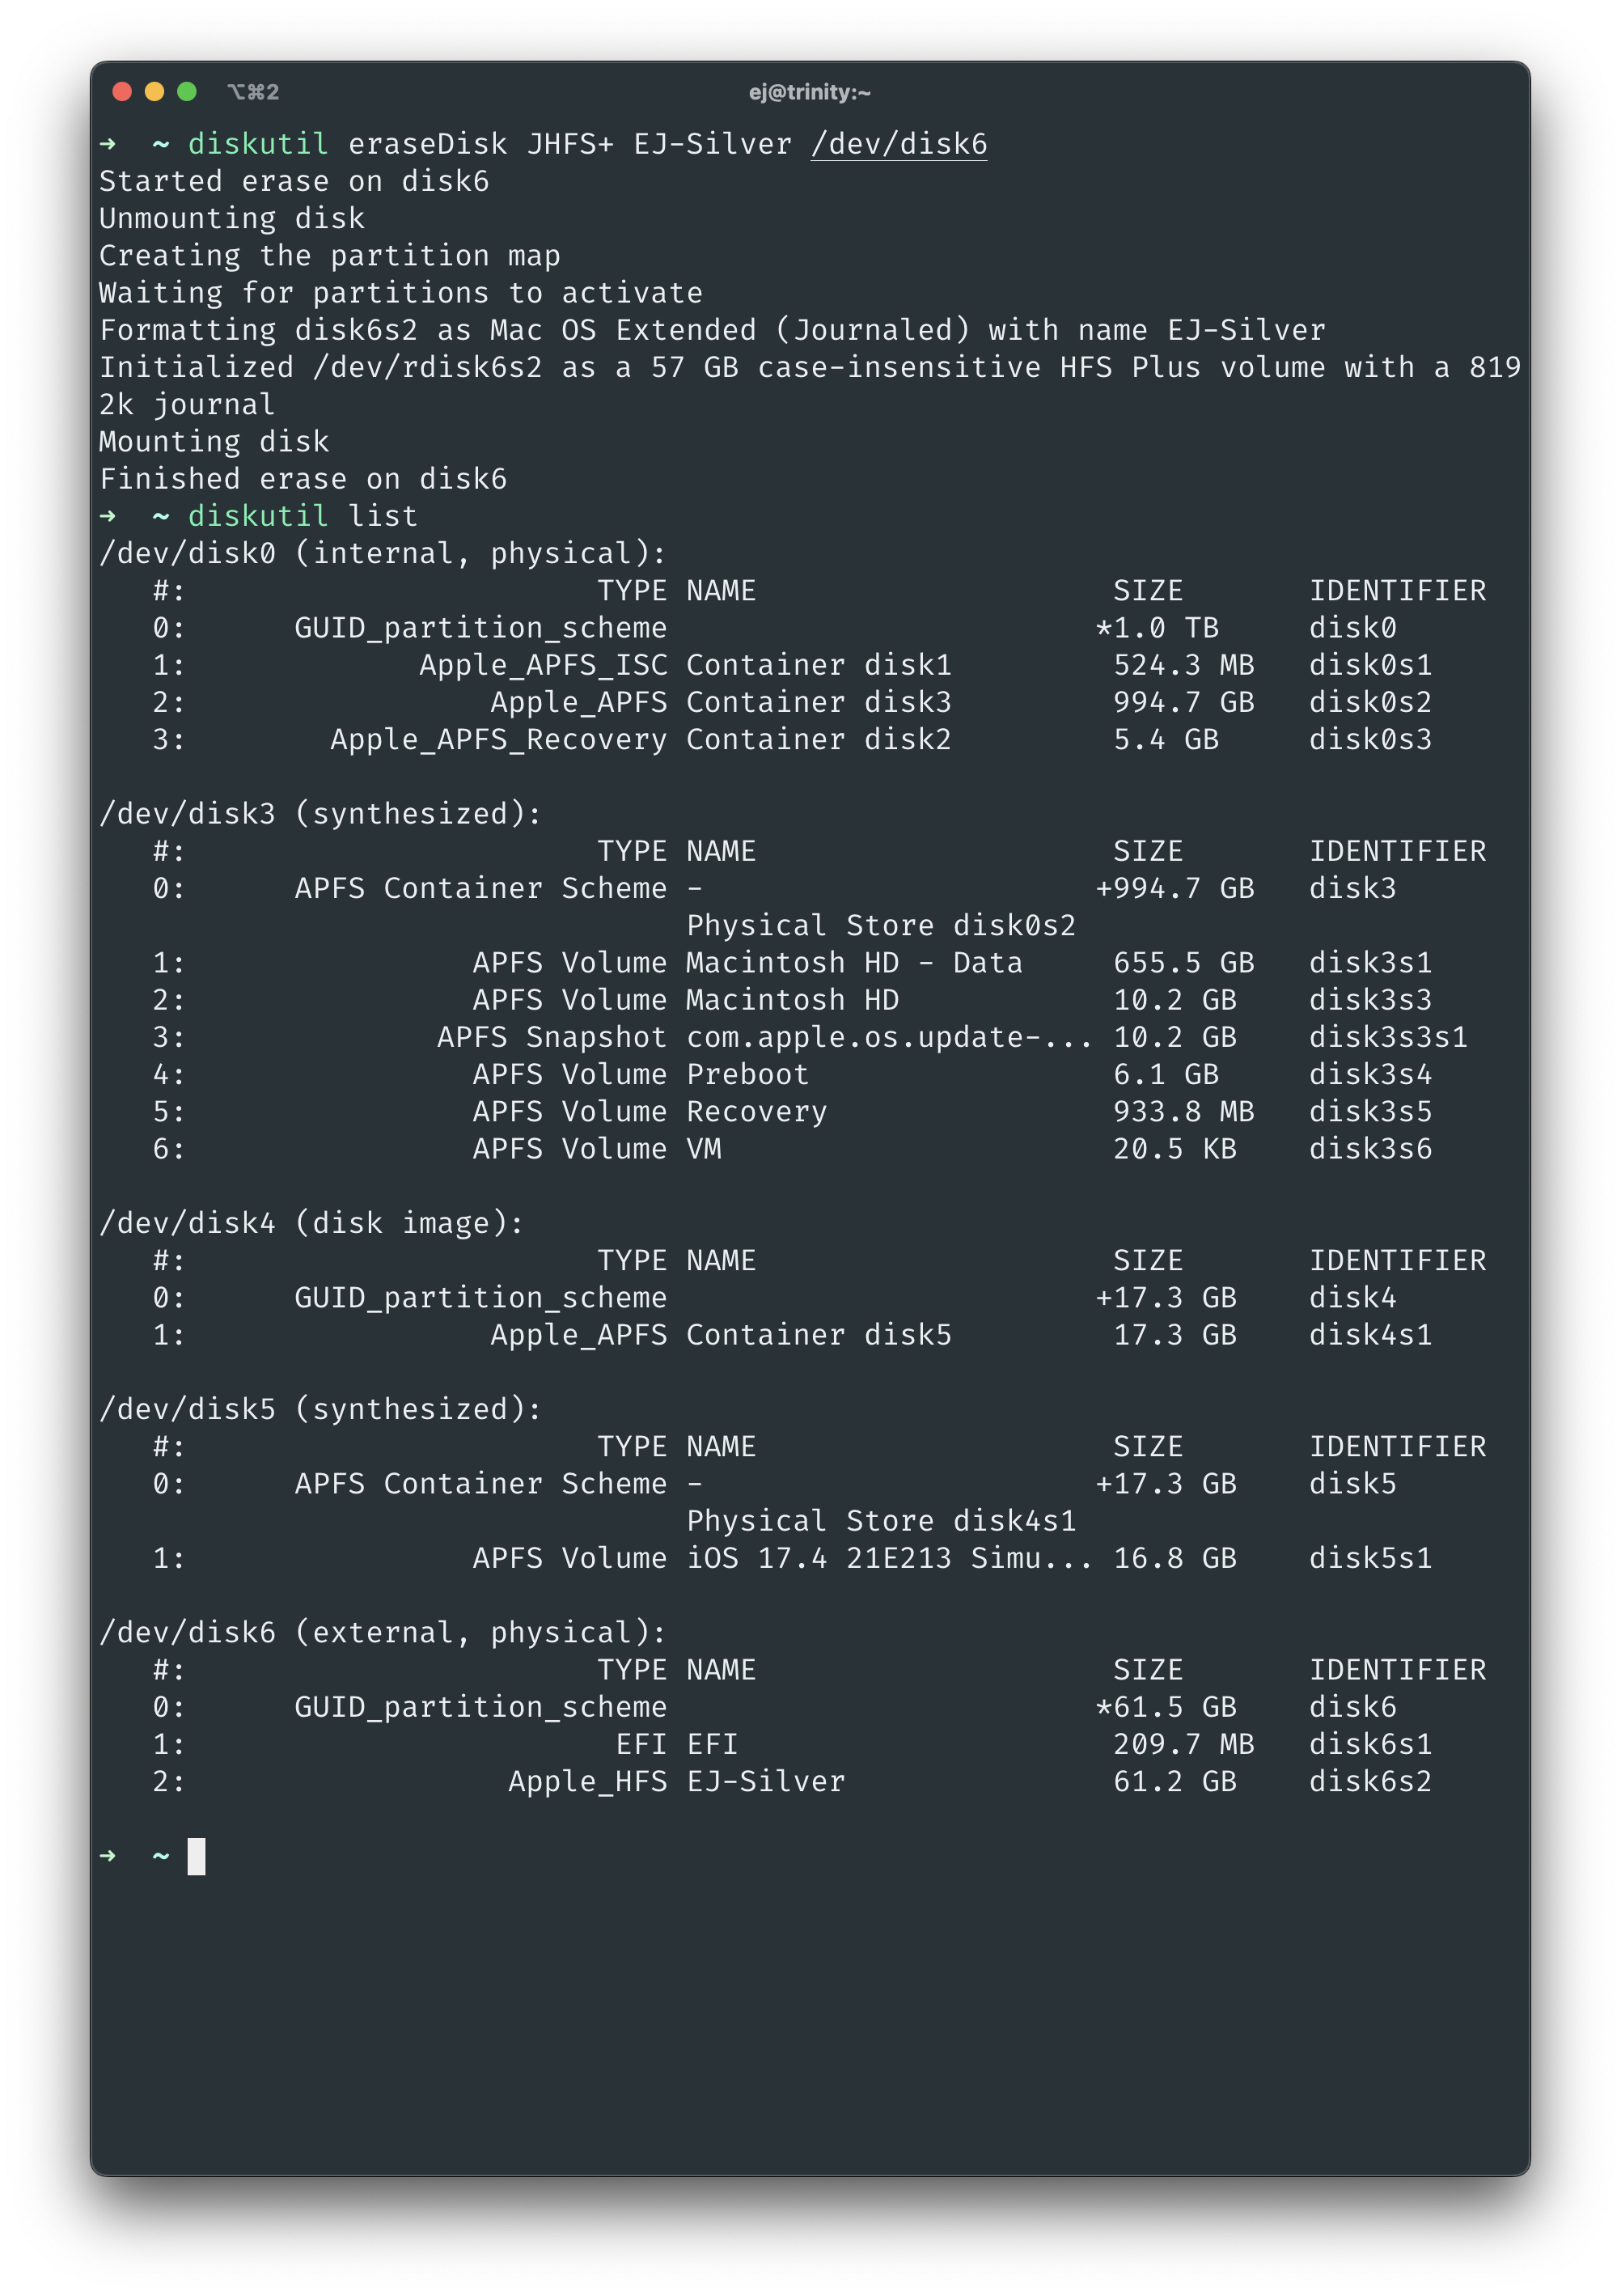 ⌥⌘2 ej@trinity:~
➜  ~ diskutil eraseDisk JHFS+ EJ-Silver /dev/disk6
Started erase on disk6
Unmounting disk
Creating the partition map
Waiting for partitions to activate
Formatting disk6s2 as Mac OS Extended (Journaled) with name EJ-Silver
Initialized /dev/rdisk6s2 as a 57 GB case-insensitive HFS Plus volume with a 819
2k journal
Mounting disk
Finished erase on disk6
➜  ~ diskutil list
/dev/disk0 (internal, physical):
   #:                       TYPE NAME                    SIZE       IDENTIFIER
   0:      GUID_partition_scheme                        *1.0 TB     disk0
   1:             Apple_APFS_ISC Container disk1         524.3 MB   disk0s1
   2:                 Apple_APFS Container disk3         994.7 GB   disk0s2
   3:        Apple_APFS_Recovery Container disk2         5.4 GB     disk0s3
/dev/disk3 (synthesized):
   #:                       TYPE NAME                    SIZE       IDENTIFIER
   0:      APFS Container Scheme -                      +994.7 GB   disk3
                                 Physical Store disk0s2
   1:                APFS Volume Macintosh HD - Data     655.5 GB   disk3s1
   2:                APFS Volume Macintosh HD            10.2 GB    disk3s3
   3:              APFS Snapshot com.apple.os.update-... 10.2 GB    disk3s3s1
   4:                APFS Volume Preboot                 6.1 GB     disk3s4
   5:                APFS Volume Recovery                933.8 MB   disk3s5
   6:                APFS Volume VM                      20.5 KB    disk3s6
/dev/disk4 (disk image):
   #:                       TYPE NAME                    SIZE       IDENTIFIER
   0:      GUID_partition_scheme                        +17.3 GB    disk4
   1:                 Apple_APFS Container disk5         17.3 GB    disk4s1
/dev/disk5 (synthesized):
   #:                       TYPE NAME                    SIZE       IDENTIFIER
   0:      APFS Container Scheme -                      +17.3 GB    disk5
                                 Physical Store disk4s1
   1:                APFS Volume iOS 17.4 21E213 Simu... 16.8 GB    disk5s1
/dev/disk6 (external, physical):
   #:                       TYPE NAME                    SIZE       IDENTIFIER
   0:      GUID_partition_scheme                        *61.5 GB    disk6
   1:                        EFI EFI                     209.7 MB   disk6s1
   2:                  Apple_HFS EJ-Silver               61.2 GB    disk6s2
➜  ~